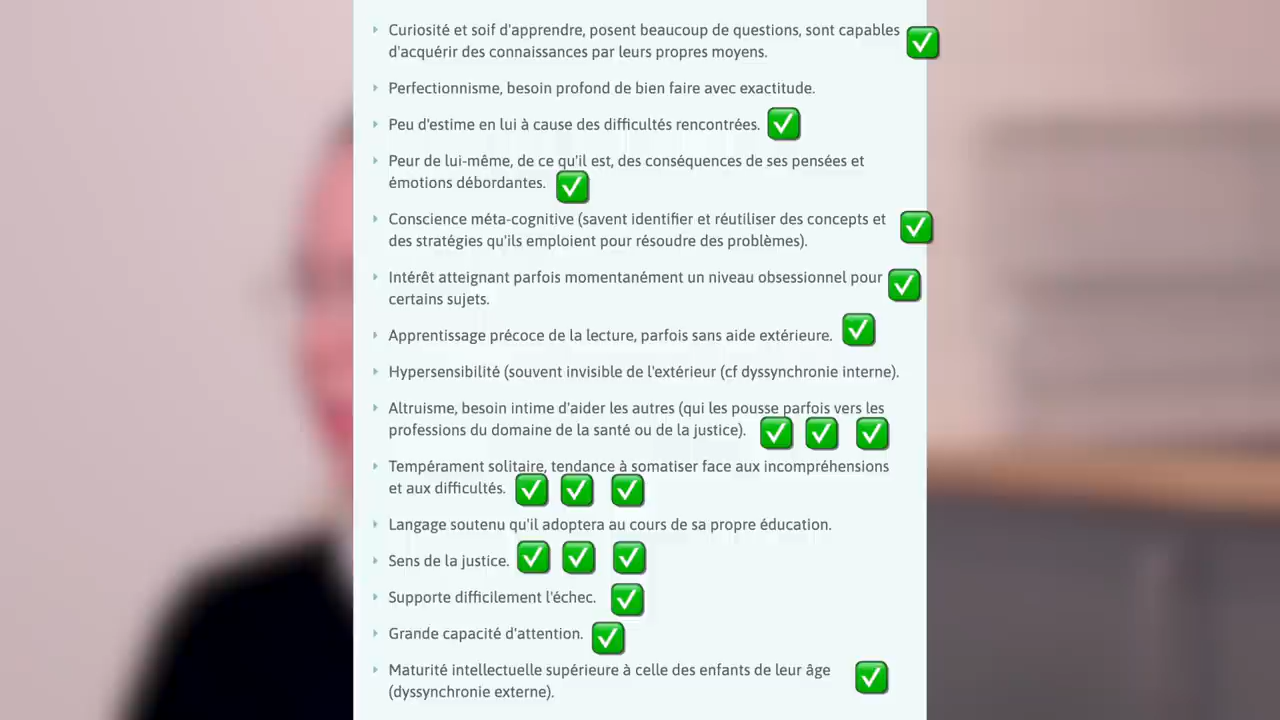 Curiosité et soif d'apprendre, posent beaucoup de questions, sont capables
d'acquérir des connaissances par leurs propres moyens.
Perfectionnisme, besoin profond de bien faire avec exactitude.
Peu d'estime en lui à cause des difficultés rencontrées.
Peur de lui-même, de ce qu'il est, des conséquences de ses pensées et
émotions débordantes.
Conscience méta-cognitive (savent identifier et réutiliser des concepts et
des stratégies qu'ils emploient pour résoudre des problèmes).
Intérêt atteignant parfois momentanément un niveau obsessionnel pour
certains sujets.
Apprentissage précoce de la lecture, parfois sans aide extérieure.
Hypersensibilité (souvent invisible de l'extérieur (cf dyssynchronie interne).
Altruisme, besoin intime d'aider les autres (qui les pousse parfois vers les
professions du domaine de la santé ou de la justice).
Tempérament solitaire, tendance à somatiser face aux incompréhensions
et aux difficultés.
Langage soutenu qu'il adoptera au cours de sa propre éducation.
Sens de la justice.
Supporte difficilement l'échec.
Grande capacité d'attention.
Maturité intellectuelle supérieure à celle des enfants de leur âge
(dyssynchronie externe).